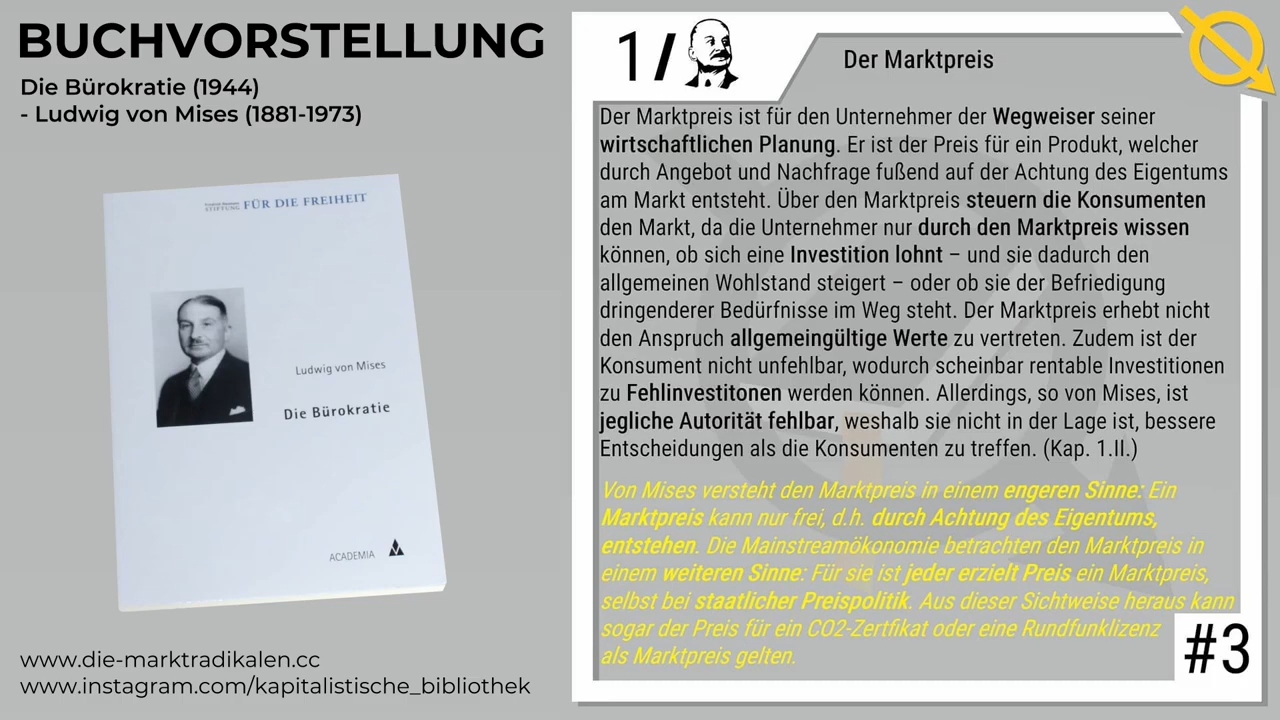 BUCHVORSTELLUNG
Die Bürokratie (1944)
- Ludwig von Mises (1881-1973)
STIFTUNG FÜR DIE FREIHEIT
Ludwig von Mises
Die Bürokratie
ACADEMIA
www.die-marktradikalen.cc
www.instagram.com/kapitalistische_bibliothek
1/
Der Marktpreis
Der Marktpreis ist für den Unternehmer der Wegweiser seiner
wirtschaftlichen Planung. Er ist der Preis für ein Produkt, welcher
durch Angebot und Nachfrage fußend auf der Achtung des Eigentums
am Markt entsteht. Über den Marktpreis steuern die Konsumenten
den Markt, da die Unternehmer nur durch den Marktpreis wissen
können, ob sich eine Investition lohnt – und sie dadurch den
allgemeinen Wohlstand steigert – oder ob sie der Befriedigung
dringenderer Bedürfnisse im Weg steht. Der Marktpreis erhebt nicht
den Anspruch allgemeingültige Werte zu vertreten. Zudem ist der
Konsument nicht unfehlbar, wodurch scheinbar rentable Investitionen
zu Fehlinvestitonen werden können. Allerdings, so von Mises, ist
jegliche Autorität fehlbar, weshalb sie nicht in der Lage ist, bessere
Entscheidungen als die Konsumenten zu treffen. (Kap. 1.II.)
Von Mises versteht den Marktpreis in einem engeren Sinne: Ein
Marktpreis kann nur frei, d.h. durch Achtung des Eigentums,
entstehen. Die Mainstreamökonomie betrachten den Marktpreis in
einem weiteren Sinne: Für sie ist jeder erzielt Preis ein Marktpreis,
selbst bei staatlicher Preispolitik. Aus dieser Sichtweise heraus kann
sogar der Preis für ein CO2-Zertfikat oder eine Rundfunklizenz
als Marktpreis gelten.
#3